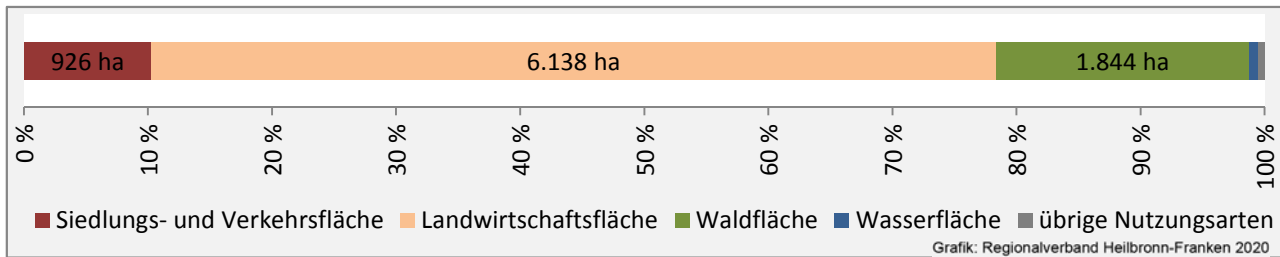 926 ha 6.138 ha 1.844 ha
0 % 10 % 20 % 30 % 40 % 50 % 60 % 70 % 80 % 90 % 100 %
Siedlungs- und Verkehrsfläche Landwirtschaftsfläche Waldfläche Wasserfläche übrige Nutzungsarten
Grafik: Regionalverband Heilbronn-Franken 2020